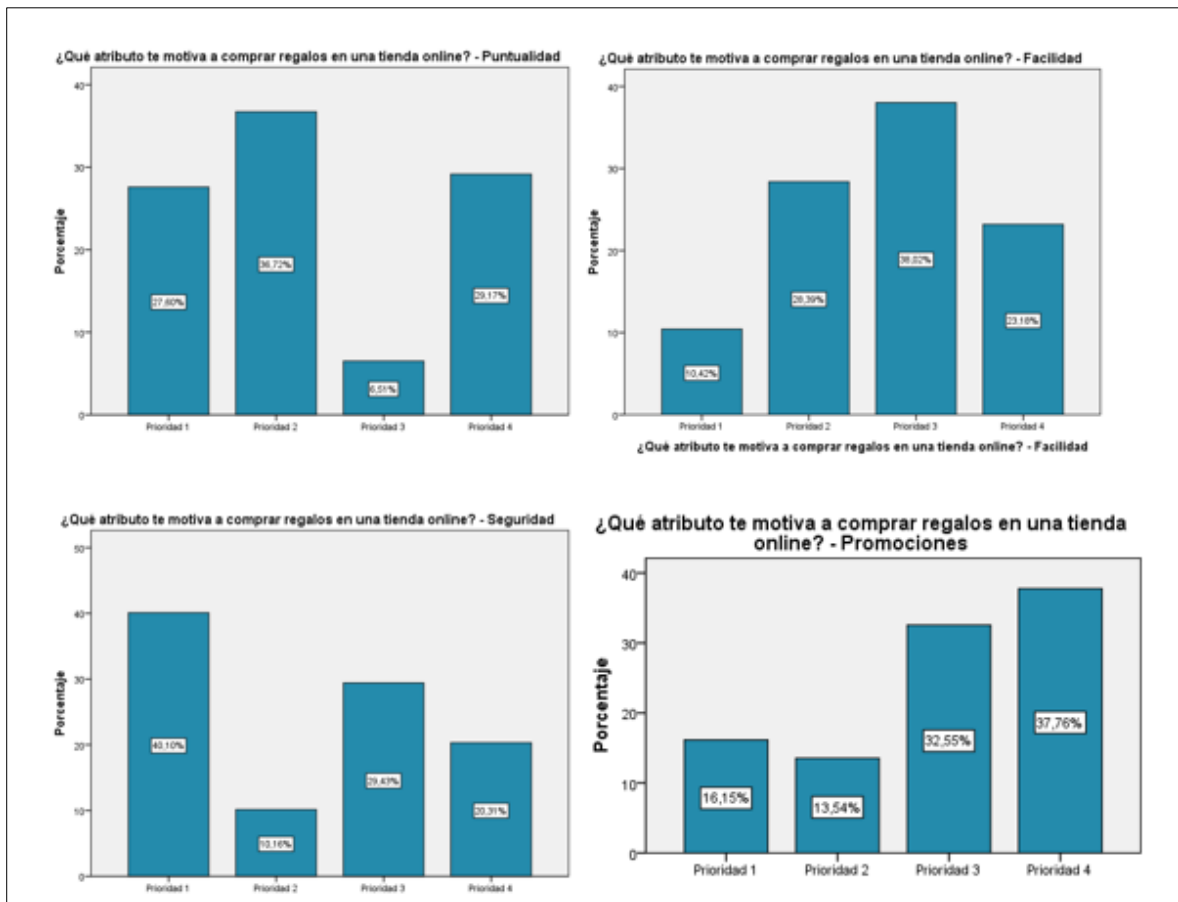 ¿Qué atributo te motiva a comprar regalos en una tienda online? - Puntualidad
40
30
20
10
0
Porcentaje
27,60%
36,72%
6,51%
29,17%
Prioridad 1
Prioridad 2
Prioridad 3
Prioridad 4
¿Qué atributo te motiva a comprar regalos en una tienda online? - Facilidad
40
30
20
10
0
Porcentaje
10,42%
28,39%
38,02%
23,18%
Prioridad 1
Prioridad 2
Prioridad 3
Prioridad 4
¿Qué atributo te motiva a comprar regalos en una tienda online? - Facilidad
¿Qué atributo te motiva a comprar regalos en una tienda online? - Seguridad
50
40
30
20
10
0
Porcentaje
40,10%
10,16%
29,43%
20,31%
Prioridad 1
Prioridad 2
Prioridad 3
Prioridad 4
¿Qué atributo te motiva a comprar regalos en una tienda
online? - Promociones
40
30
20
10
0
Porcentaje
16,15%
13,54%
32,55%
37,76%
Prioridad 1
Prioridad 2
Prioridad 3
Prioridad 4